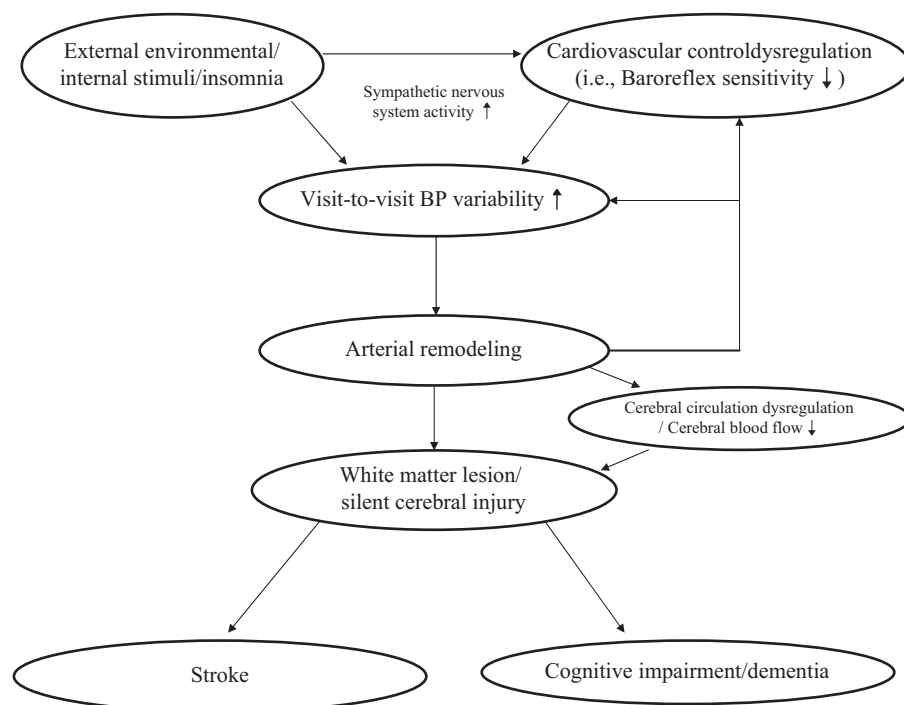 External environmental/
internal stimuli/insomnia
Cardiovascular controldysregulation
(i.e., Baroreflex sensitivity ↓)
Sympathetic nervous
system activity ↑
Visit-to-visit BP variability ↑
Arterial remodeling
Cerebral circulation dysregulation
/ Cerebral blood flow ↓
White matter lesion/
silent cerebral injury
Stroke
Cognitive impairment/dementia